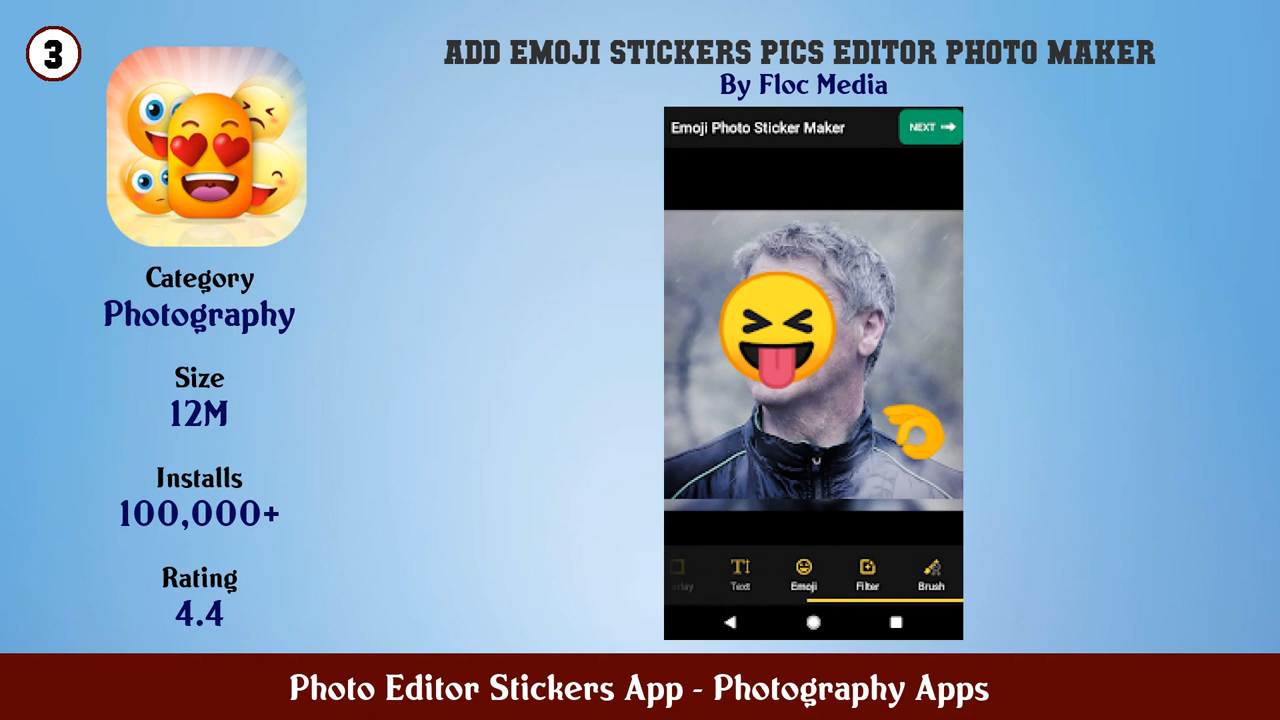 3
ADD EMOJI STICKERS PICS EDITOR PHOTO MAKER
By Floc Media
Category
Photography
Size
12M
Installs
100,000+
Rating
4.4
Emoji Photo Sticker Maker
NEXT
Text
Emoji
Filter
Brush
Photo Editor Stickers App - Photography Apps